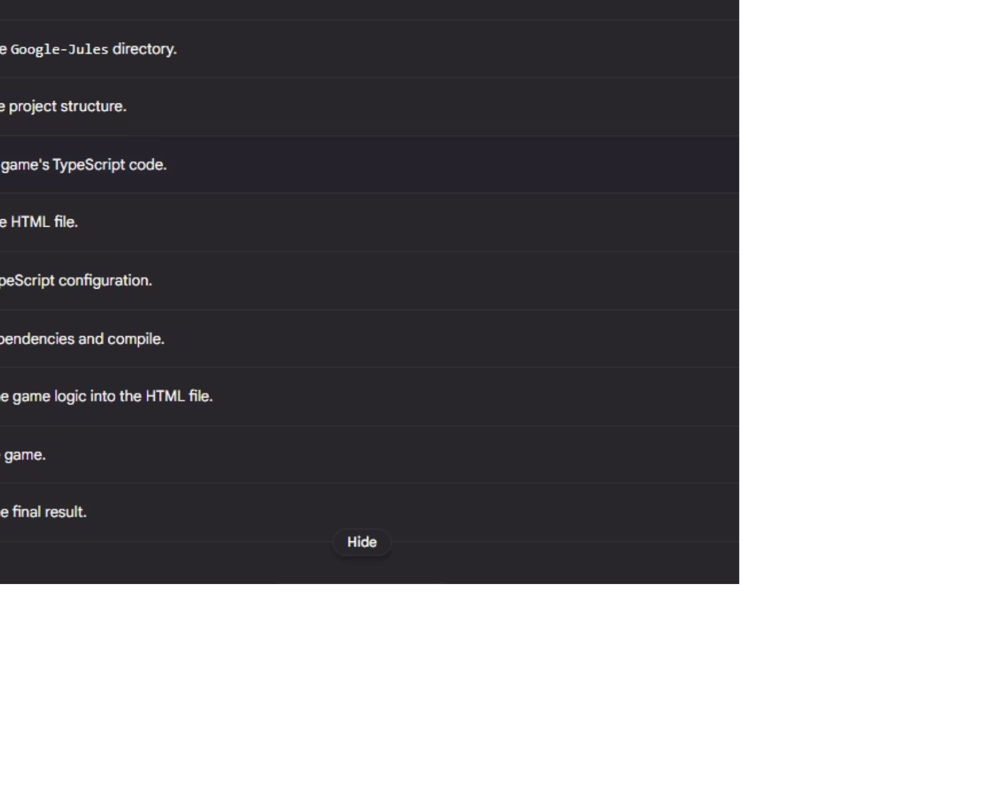 e Google-Jules directory.
e project structure.
game's TypeScript code.
e HTML file.
peScript configuration.
pendencies and compile.
e game logic into the HTML file.
game.
e final result.
Hide